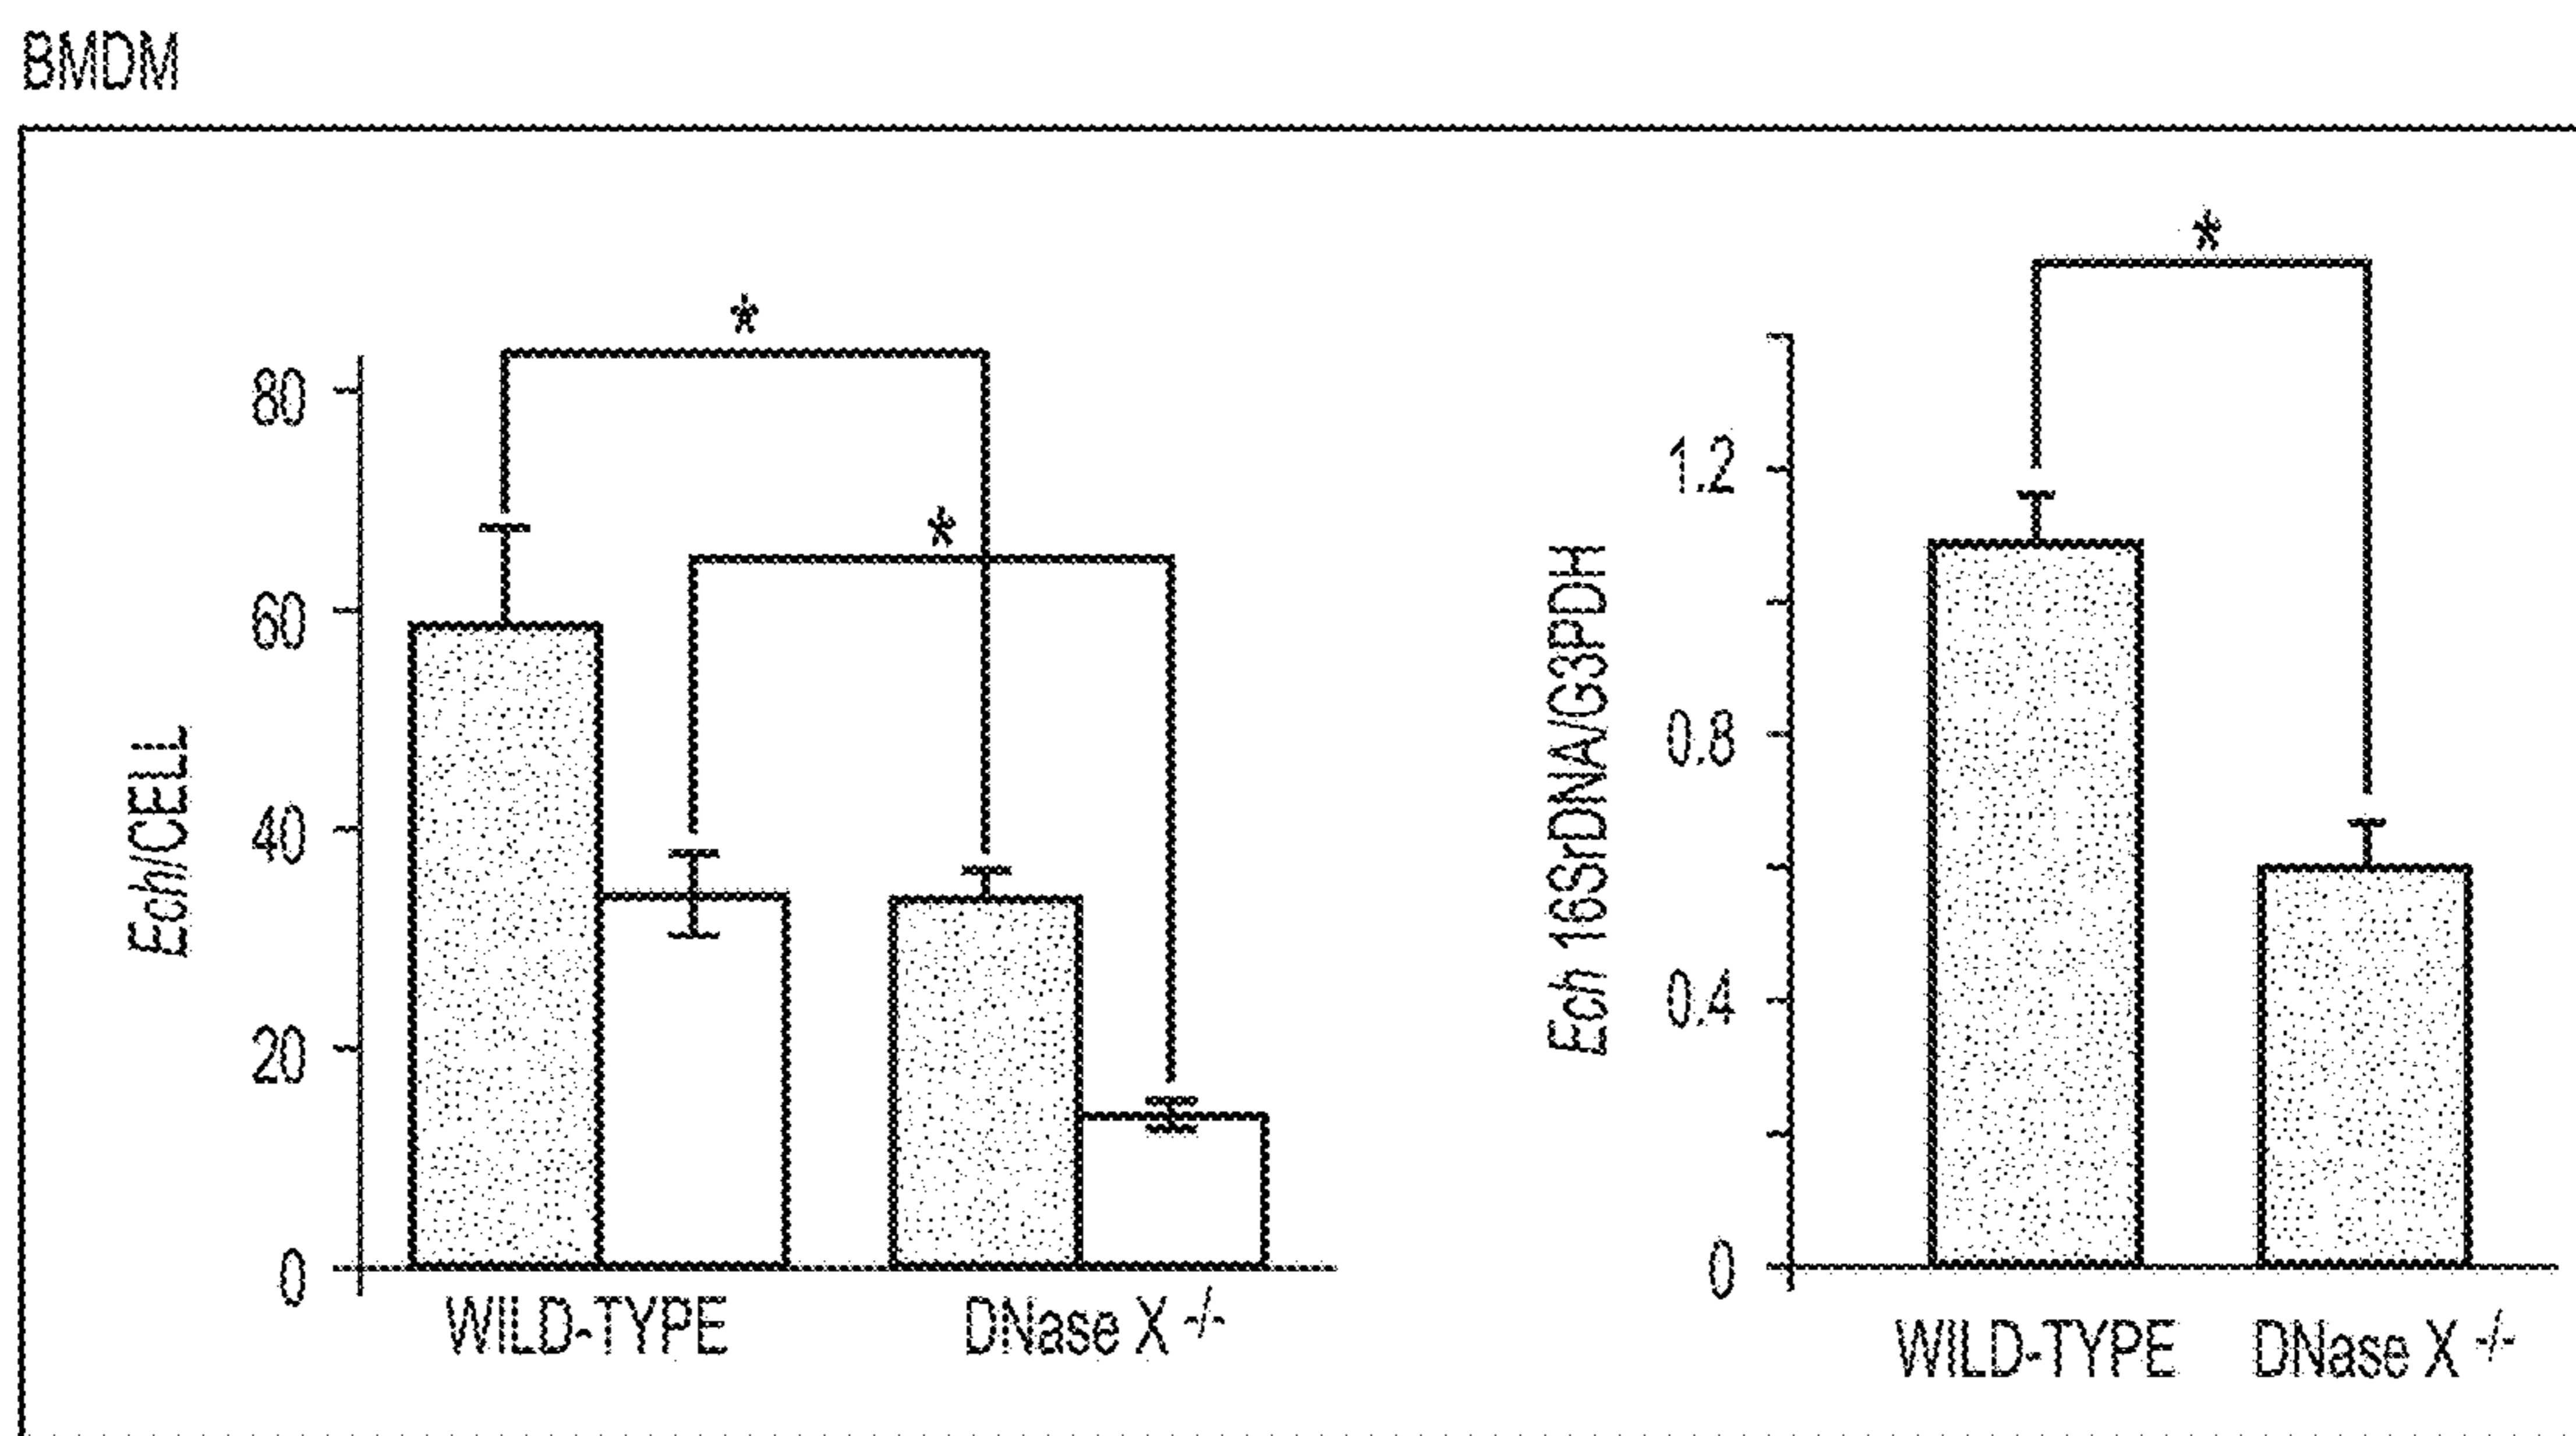 BMDM
*
*
80
60
40
20
0
Ech/CELL
WILD-TYPE
DNase X -/-
*
1.2
0.8
0.4
0
Ech 16SrDNA/G3PDH
WILD-TYPE
DNase X -/-